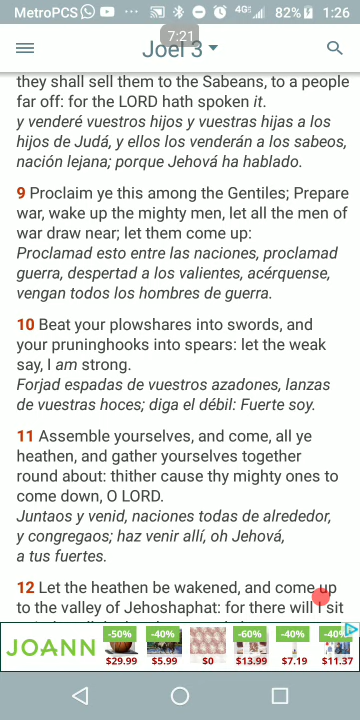 MetroPCS 4G 82% 1:26
7:21
Joel 3
they shall sell them to the Sabeans, to a people
far off: for the LORD hath spoken it.
y venderé vuestros hijos y vuestras hijas a los
hijos de Judá, y ellos los venderán a los sabeos,
nación lejana; porque Jehová ha hablado.
9 Proclaim ye this among the Gentiles; Prepare
war, wake up the mighty men, let all the men of
war draw near; let them come up:
Proclamad esto entre las naciones, proclamad
guerra, despertad a los valientes, acérquense,
vengan todos los hombres de guerra.
10 Beat your plowshares into swords, and
your pruninghooks into spears: let the weak
say, I am strong.
Forjad espadas de vuestros azadones, lanzas
de vuestras hoces; diga el débil: Fuerte soy.
11 Assemble yourselves, and come, all ye
heathen, and gather yourselves together
round about: thither cause thy mighty ones to
come down, O LORD.
Juntaos y venid, naciones todas de alrededor,
y congregaos; haz venir allí, oh Jehová,
a tus fuertes.
12 Let the heathen be wakened, and come up
to the valley of Jehoshaphat: for there will I sit
JOANN
-50% -40% -60% -40% -40%
$29.99 $5.99 $0 $13.99 $7.19 $11.37